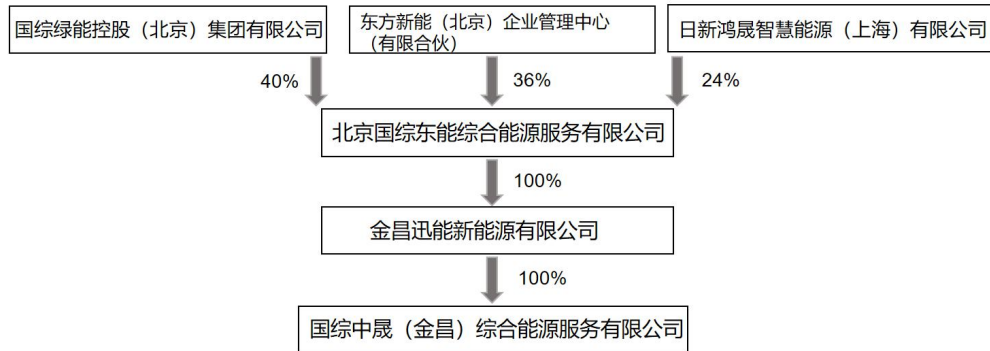 国综绿能控股（北京）集团有限公司
东方新能（北京）企业管理中心
（有限合伙）
日新鸿晟智慧能源（上海）有限公司
40%
36%
24%
北京国综东能综合能源服务有限公司
100%
金昌迅能新能源有限公司
100%
国综中晟（金昌）综合能源服务有限公司